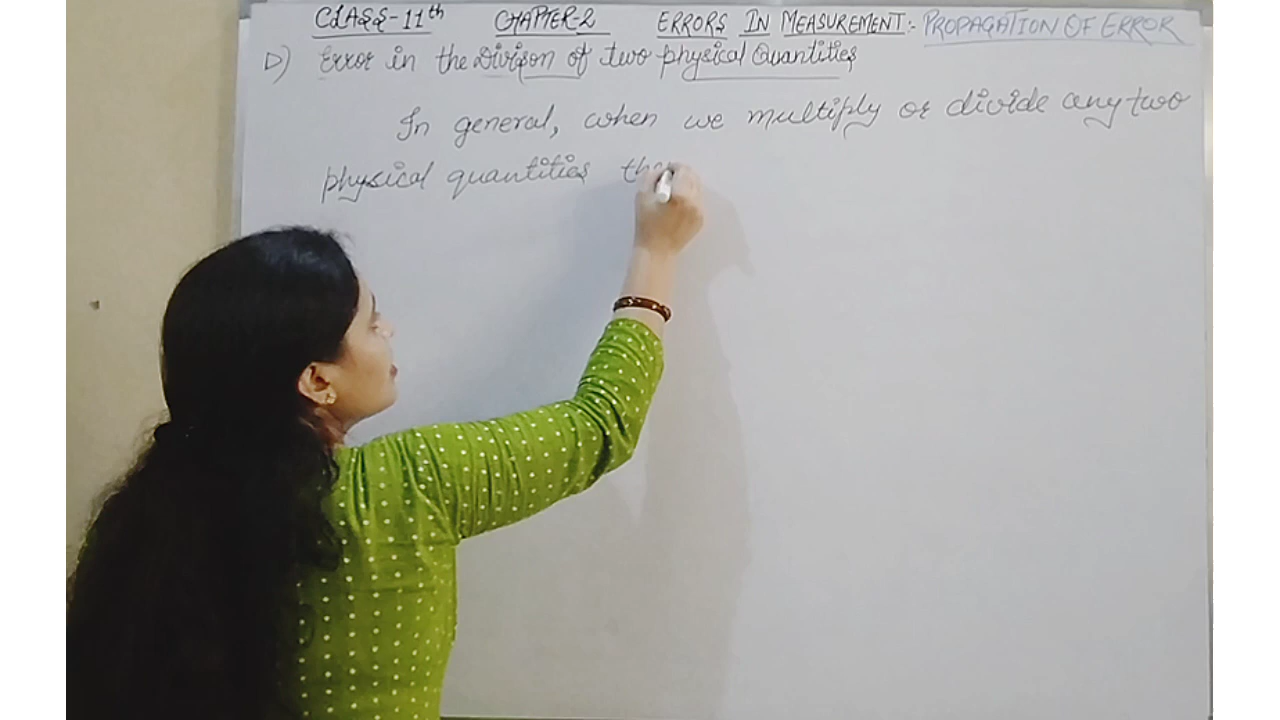 CLASS-11th CHAPTER-2 ERRORS IN MEASUREMENT:- PROPAGATION OF ERROR
D) Error in the Divison of two physical Quantities
In general, when we multiply or divide any two
physical quantities